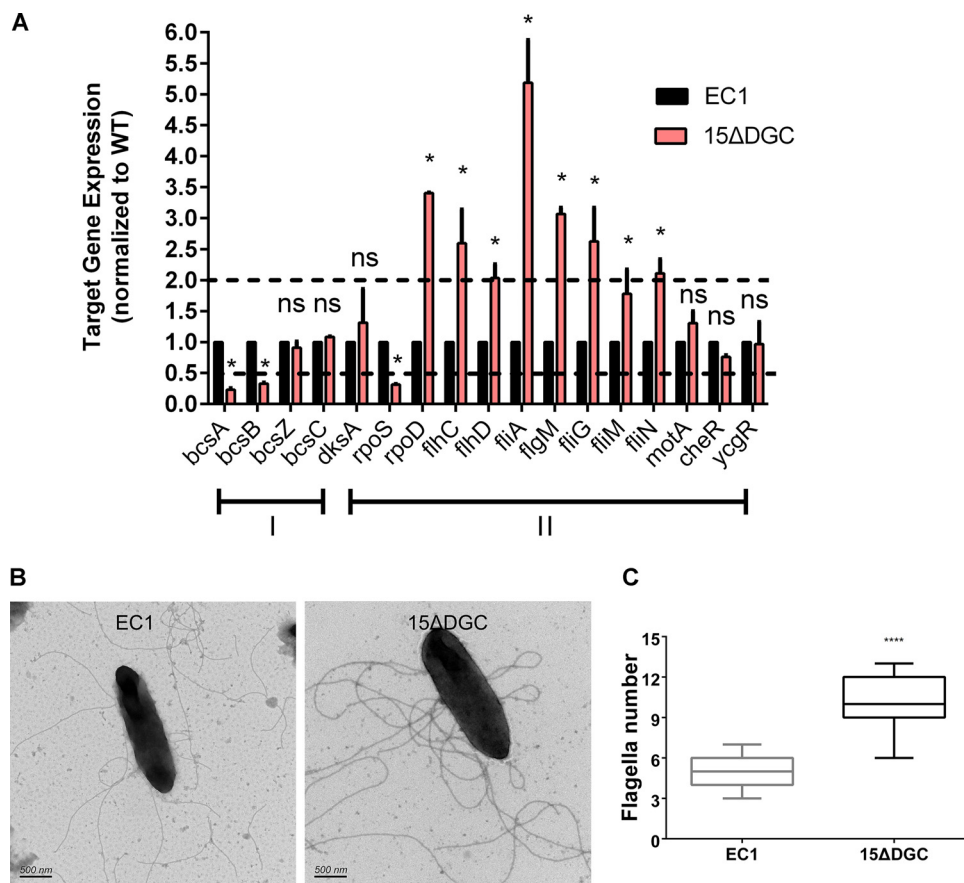 A
Target Gene Expression
(normalized to WT)
6.0
5.5
5.0
4.5
4.0
3.5
3.0
2.5
2.0
1.5
1.0
0.5
0.0
EC1
15ΔDGC
*
*
ns
ns
ns
*
*
*
*
*
*
*
*
*
ns
ns
ns
bcsA
bcsB
bcsZ
bcsC
dksA
rpoS
rpoD
flhC
flhD
fliA
flgM
fliG
fliM
fliN
motA
cheR
ycgR
I
II
B
EC1
500 nm
15ΔDGC
500 nm
C
Flagella number
15
12
9
6
3
0
****
EC1
15ΔDGC